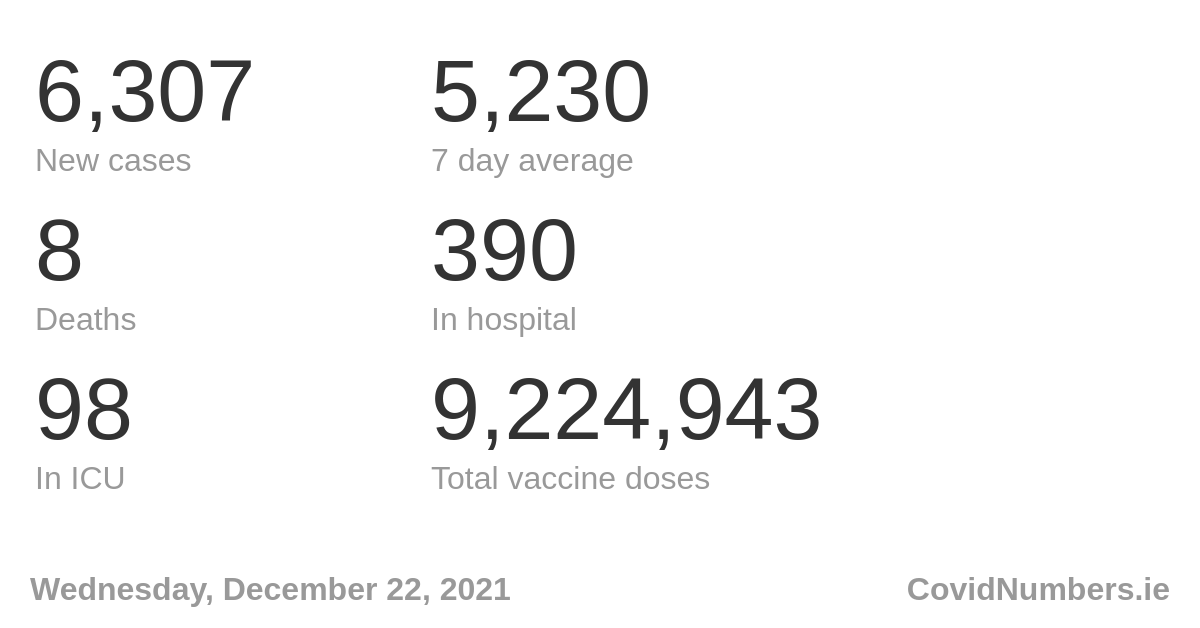 6,307 5,230
New cases 7 day average
8 390
Deaths In hospital
98 9,224,943
In ICU Total vaccine doses
Wednesday, December 22, 2021 CovidNumbers.ie